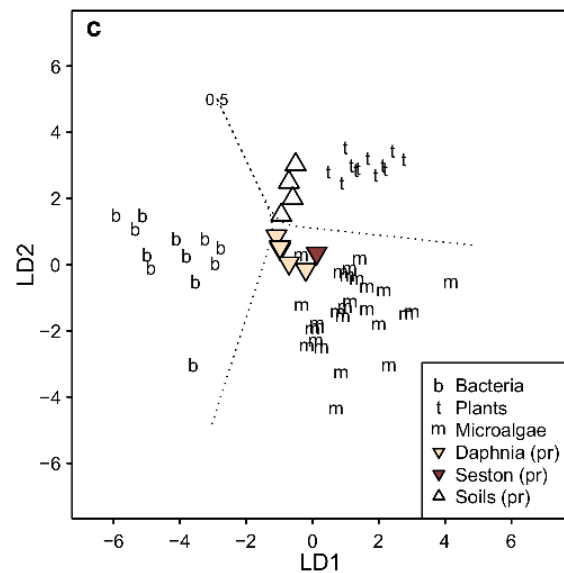 c
6
4
2
0
−2
−4
−6
LD2
0.5
t t t t t t t t t t t t
b b b b b b b b b b b b
m m m m m m m m m m m m m m m m m m m m m m m m m m m m m
b Bacteria
t Plants
m Microalgae
Daphnia (pr)
Seston (pr)
Soils (pr)
−6 −4 −2 0 2 4 6
LD1